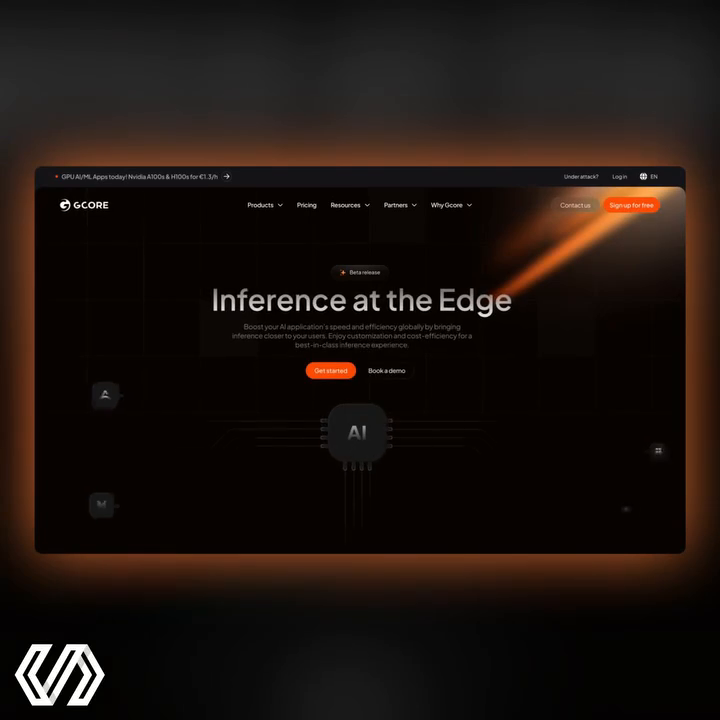 GPU AI/ML Apps today! Nvidia A100s & H100s for €1.3/h
Under attack?
Log in
EN
GCORE
Products
Pricing
Resources
Partners
Why Gcore
Contact us
Sign up for free
Beta release
Inference at the Edge
Boost your AI application's speed and efficiency globally by bringing
inference closer to your users. Enjoy customization and cost-efficiency for a
best-in-class inference experience.
Get started
Book a demo
AI